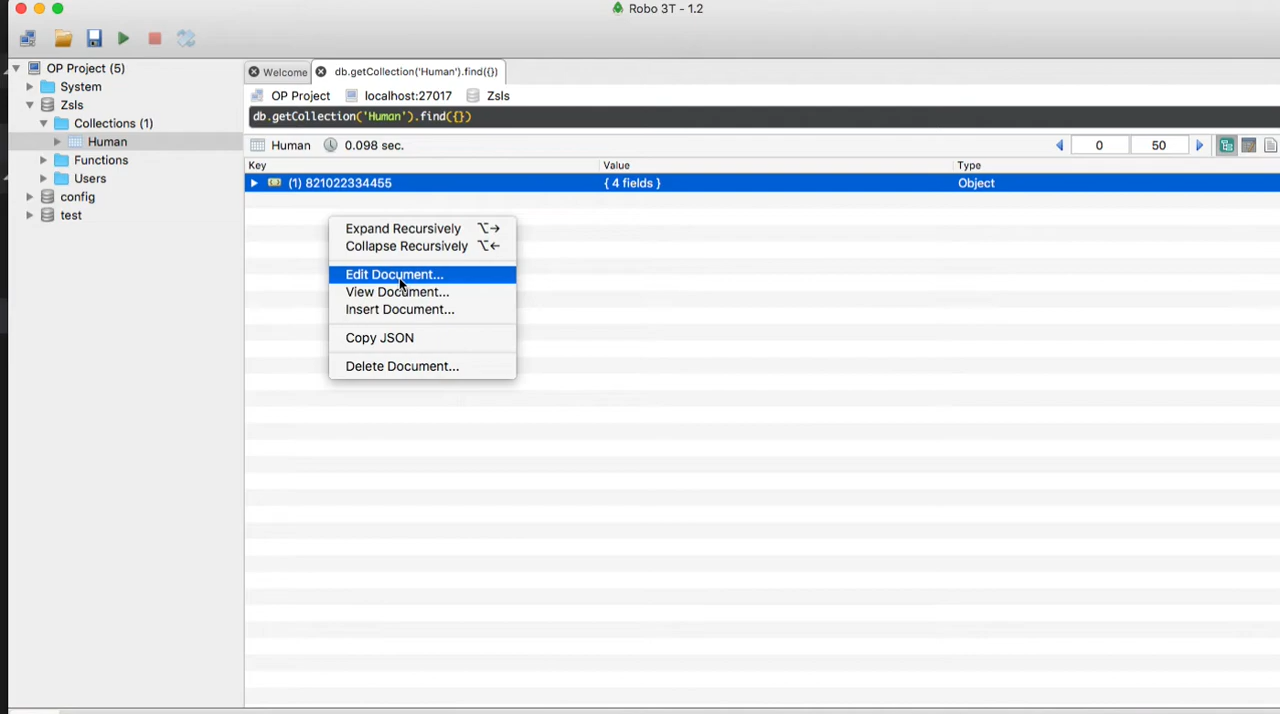 Robo 3T - 1.2
OP Project (5)
System
Zsls
Collections (1)
Human
Functions
Users
config
test
Welcome
db.getCollection('Human').find({})
OP Project
localhost:27017
Zsls
db.getCollection('Human').find({})
Human
0.098 sec.
0
50
Key
Value
Type
(1) 821022334455
{ 4 fields }
Object
Expand Recursively ⌥→
Collapse Recursively ⌥←
Edit Document...
View Document...
Insert Document...
Copy JSON
Delete Document...